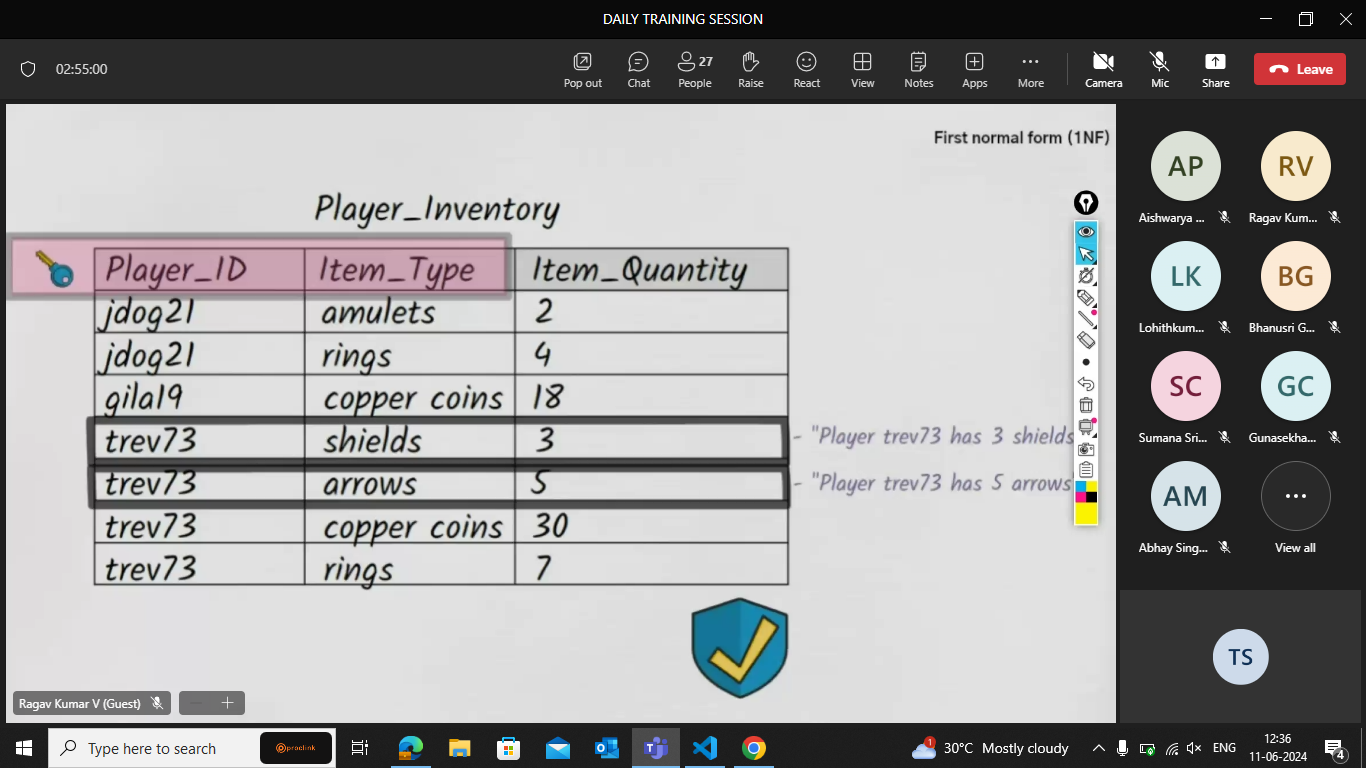 DAILY TRAINING SESSION
02:55:00
Pop out
Chat
27
People
Raise
React
View
Notes
Apps
More
Camera
Mic
Share
Leave
First normal form (1NF)
Player_Inventory
Player_ID Item_Type Item_Quantity
jdog21 amulets 2
jdog21 rings 4
gila19 copper coins 18
trev73 shields 3 - "Player trev73 has 3 shields
trev73 arrows 5 - "Player trev73 has 5 arrows"
trev73 copper coins 30
trev73 rings 7
Ragav Kumar V (Guest)
AP RV
Aishwarya ... Ragav Kum...
LK BG
Lohithkum... Bhanusri G...
SC GC
Sumana Sri... Gunasekha...
AM
Abhay Sing... View all
TS
Type here to search
proclink
1
30°C Mostly cloudy
ENG
12:36
11-06-2024
4